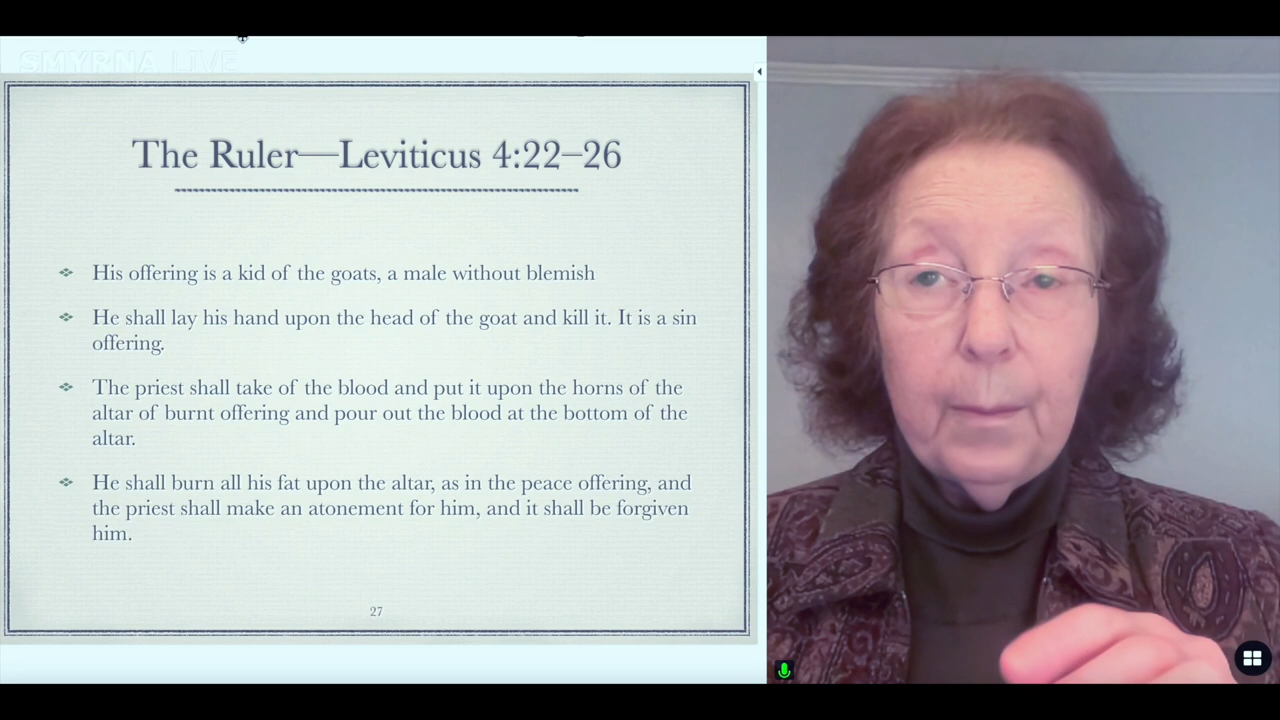 SMYRNA LIVE
The Ruler—Leviticus 4:22–26
His offering is a kid of the goats, a male without blemish
He shall lay his hand upon the head of the goat and kill it. It is a sin
offering.
The priest shall take of the blood and put it upon the horns of the
altar of burnt offering and pour out the blood at the bottom of the
altar.
He shall burn all his fat upon the altar, as in the peace offering, and
the priest shall make an atonement for him, and it shall be forgiven
him.
27